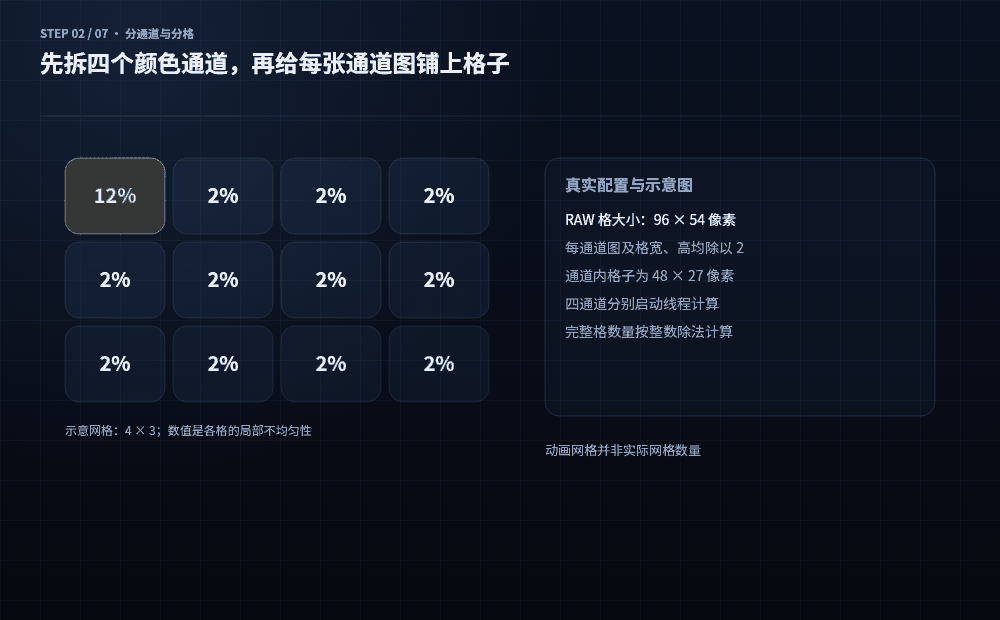 STEP 02 / 07 · 分通道与分格
先拆四个颜色通道，再给每张通道图铺上格子
12% 2% 2% 2%
2% 2% 2% 2%
2% 2% 2% 2%
示意网格：4 × 3；数值是各格的局部不均匀性
真实配置与示意图
RAW 格大小：96 × 54 像素
每通道图及格宽、高均除以 2
通道内格子为 48 × 27 像素
四通道分别启动线程计算
完整格数量按整数除法计算
动画网格并非实际网格数量